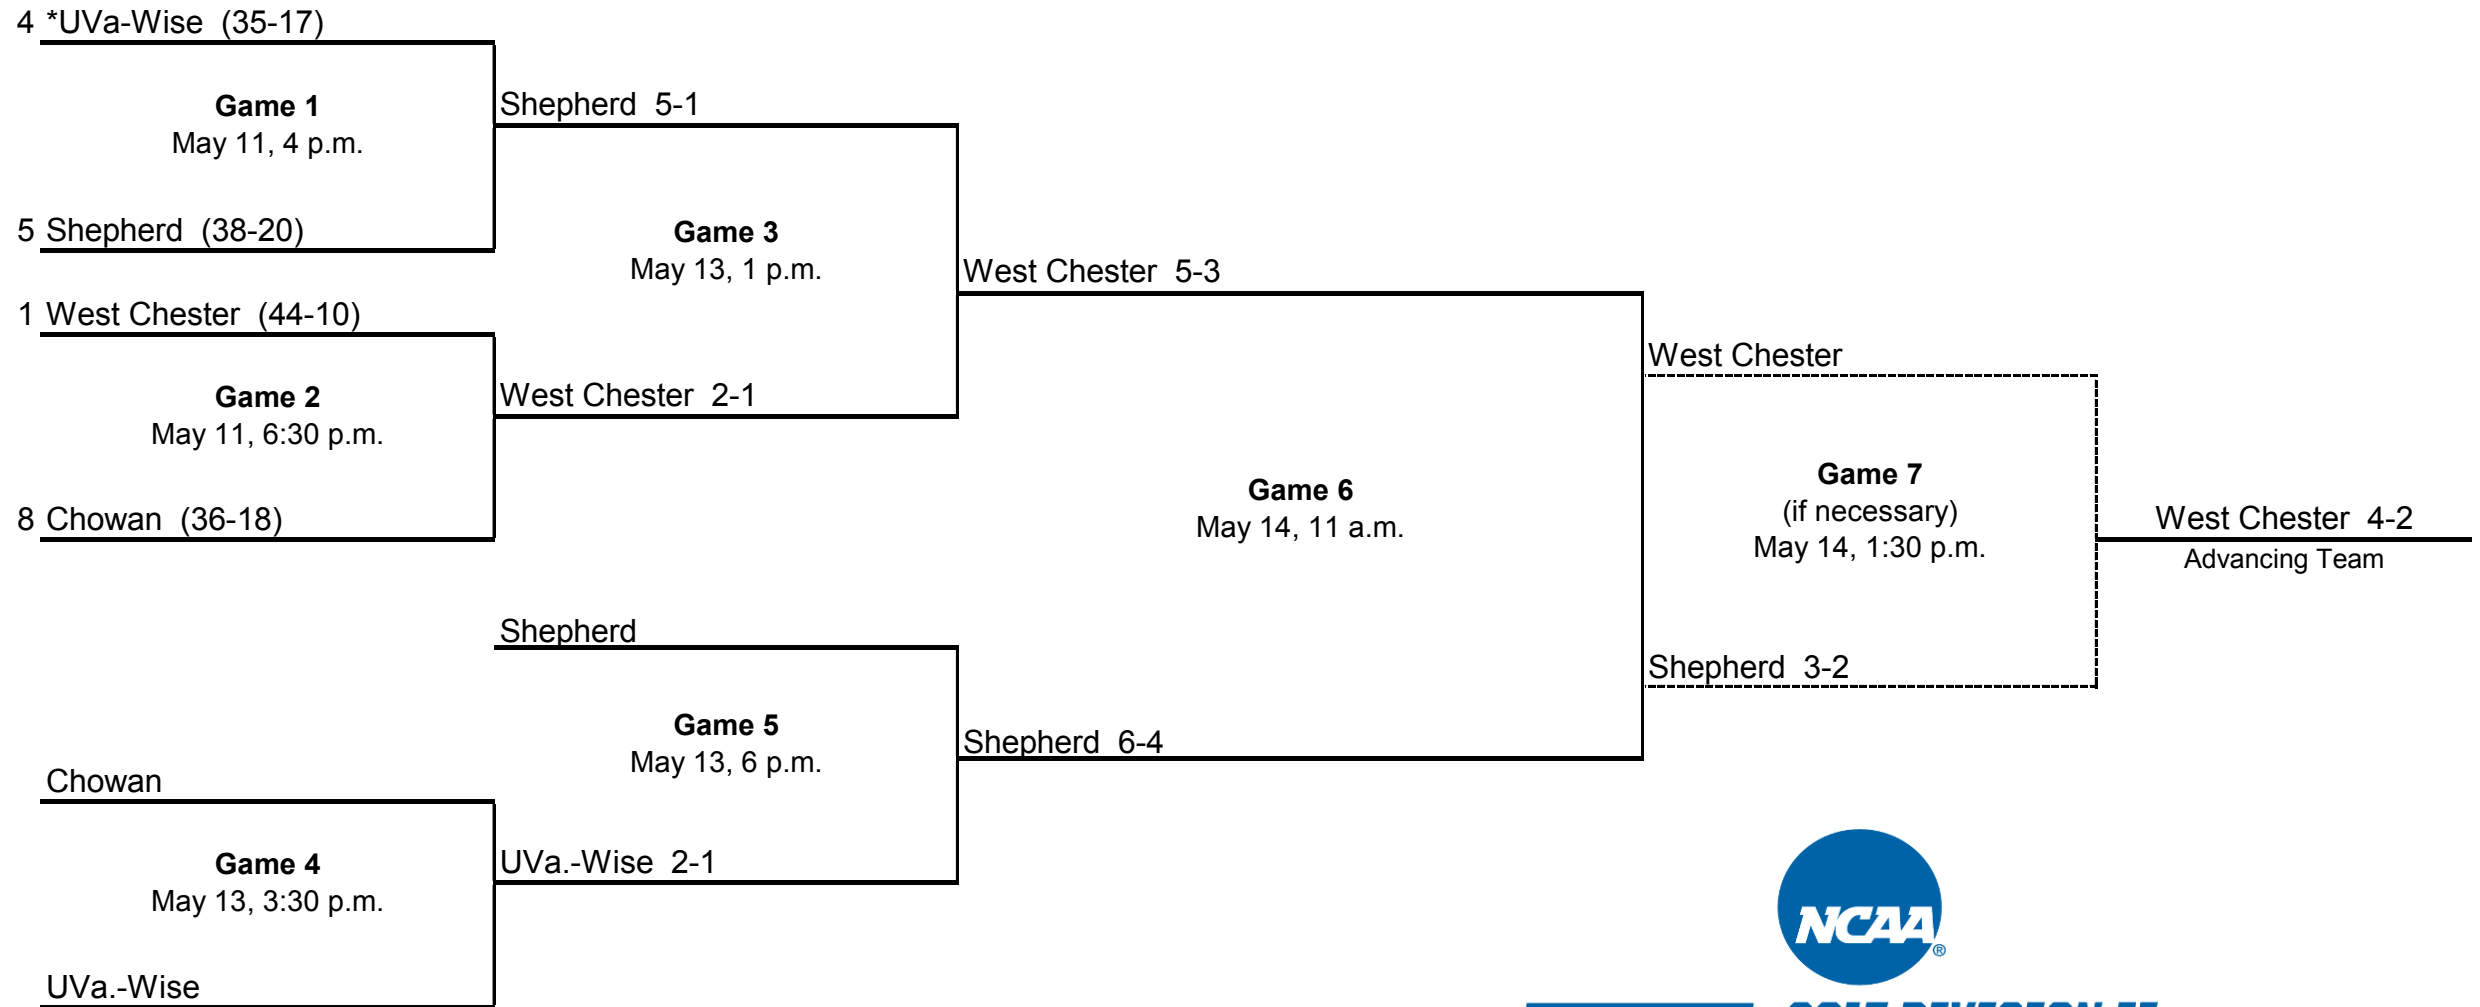 4 *UVa-Wise (35-17)
Game 1
May 11, 4 p.m.
Shepherd 5-1
5 Shepherd (38-20)
Game 3
May 13, 1 p.m.
West Chester 5-3
1 West Chester (44-10)
Game 2
May 11, 6:30 p.m.
West Chester 2-1
8 Chowan (36-18)
Game 6
May 14, 11 a.m.
West Chester
Game 7
(if necessary)
May 14, 1:30 p.m.
West Chester 4-2
Advancing Team
Shepherd
Shepherd 3-2
Game 5
May 13, 6 p.m.
Shepherd 6-4
Chowan
Game 4
May 13, 3:30 p.m.
UVa.-Wise 2-1
UVa.-Wise
NCAA®